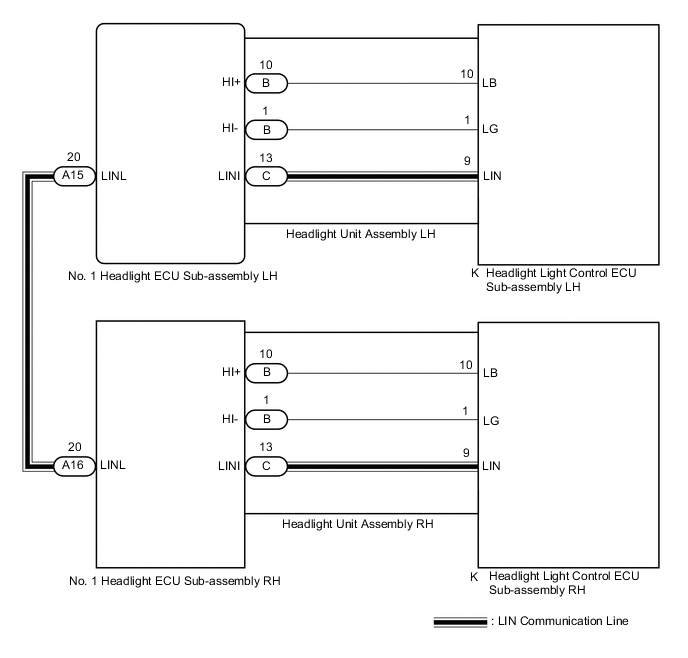 10
HI+ B 10 LB
1
HI- B 1 LG
20 13 9
A15 LINL LINI C LIN
Headlight Unit Assembly LH
No. 1 Headlight ECU Sub-assembly LH
K Headlight Light Control ECU
Sub-assembly LH
10
HI+ B 10 LB
1
HI- B 1 LG
20 13 9
A16 LINL LINI C LIN
Headlight Unit Assembly RH
No. 1 Headlight ECU Sub-assembly RH
K Headlight Light Control ECU
Sub-assembly RH
: LIN Communication Line